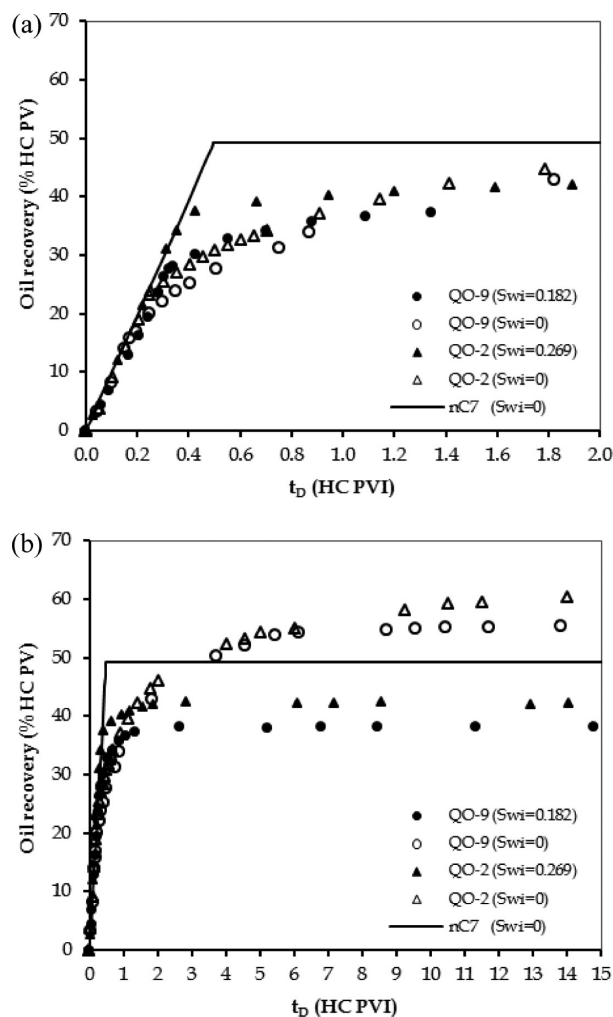 (a)
70
60
50
40
30
20
10
0
Oil recovery (% HC PV)
QO-9 (Swi=0.182)
QO-9 (Swi=0)
QO-2 (Swi=0.269)
QO-2 (Swi=0)
nC7 (Swi=0)
0.0 0.2 0.4 0.6 0.8 1.0 1.2 1.4 1.6 1.8 2.0
tD (HC PVI)
(b)
70
60
50
40
30
20
10
0
Oil recovery (% HC PV)
QO-9 (Swi=0.182)
QO-9 (Swi=0)
QO-2 (Swi=0.269)
QO-2 (Swi=0)
nC7 (Swi=0)
0 1 2 3 4 5 6 7 8 9 10 11 12 13 14 15
tD (HC PVI)